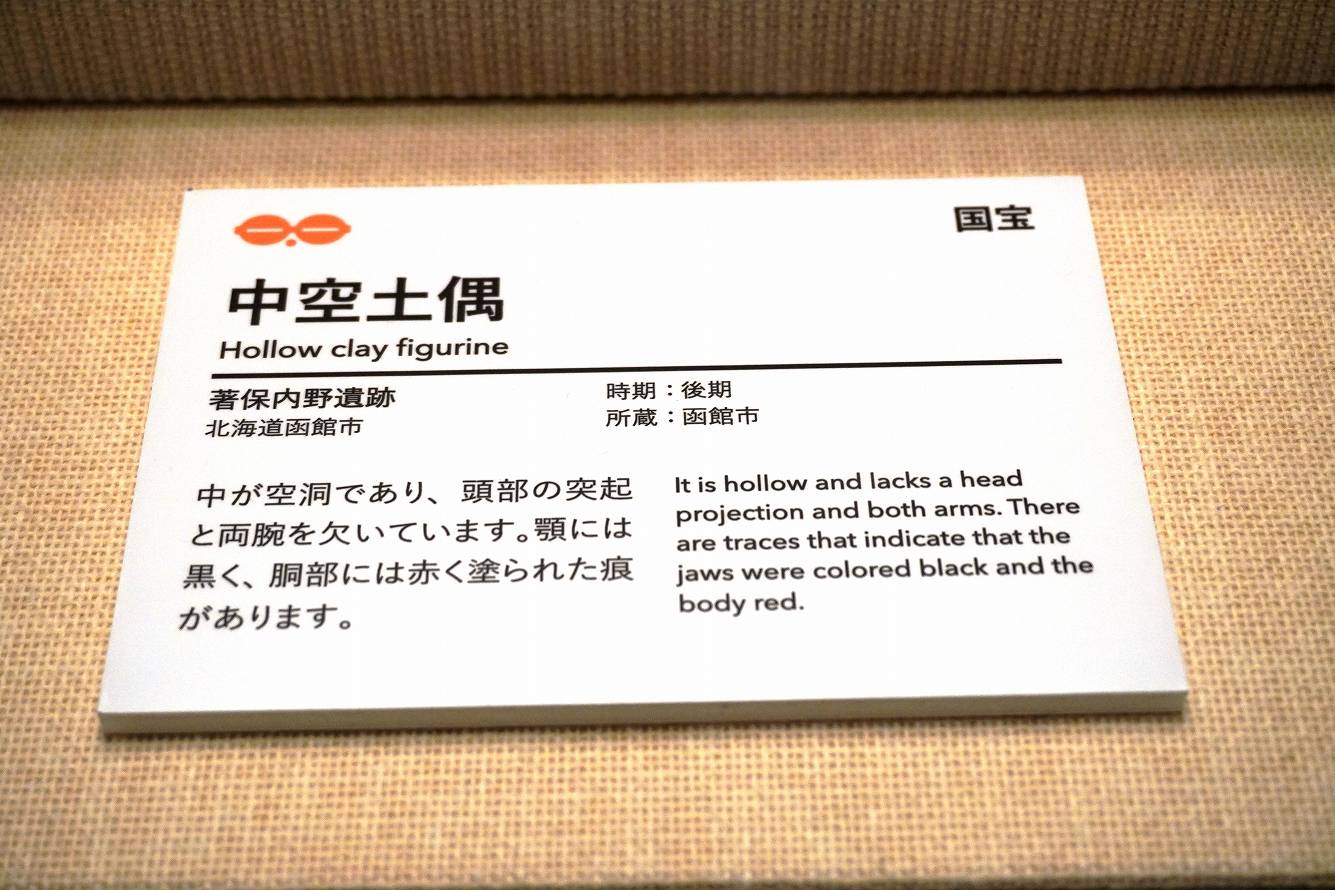 国宝
中空土偶
Hollow clay figurine
著保内野遺跡
北海道函館市
時期：後期
所蔵：函館市
中が空洞であり、頭部の突起
と両腕を欠いています。顎には
黒く、胴部には赤く塗られた痕
があります。
It is hollow and lacks a head
projection and both arms. There
are traces that indicate that the
jaws were colored black and the
body red.